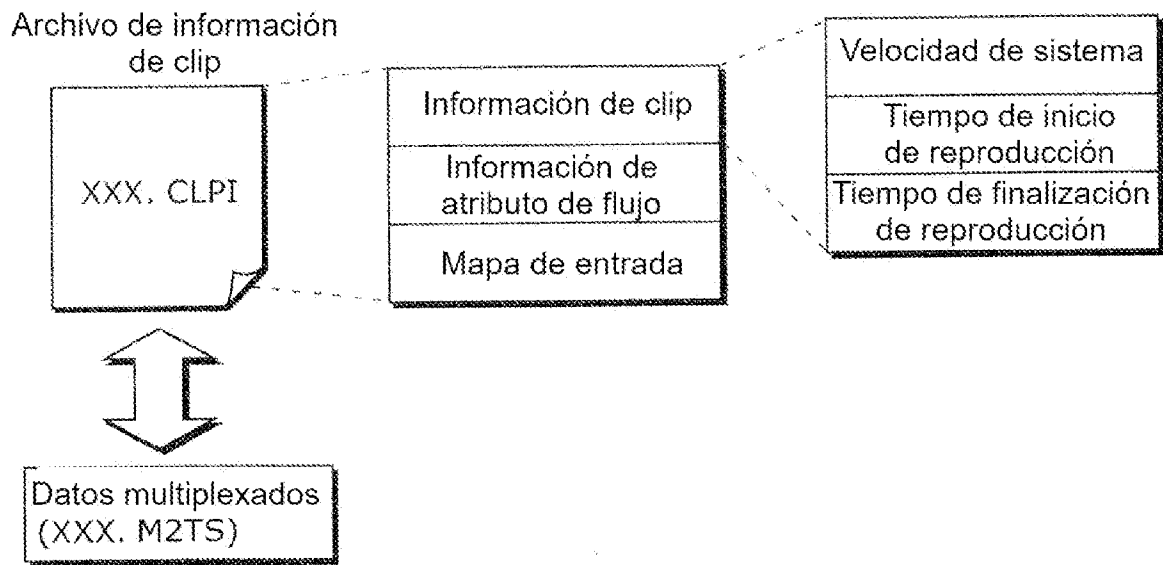 Archivo de información
de clip
XXX. CLPI
Información de clip
Información de
atributo de flujo
Mapa de entrada
Velocidad de sistema
Tiempo de inicio
de reproducción
Tiempo de finalización
de reproducción
Datos multiplexados
(XXX. M2TS)